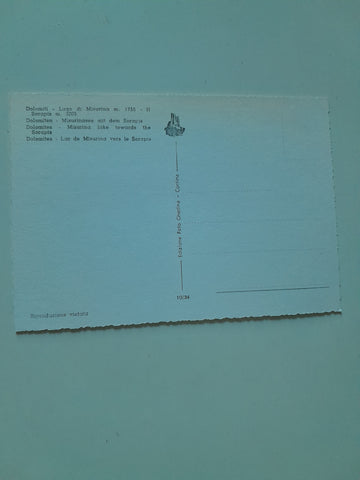 Dolomiti - Lago di Misurina m. 1755 - Il
Sorapis m. 3205
Dolomiten - Misurinasee mit dem Sorapis
Dolomites - Misurina lake towards the
Sorapis
Dolomites - Lac de Misurina vers le Sorapis
Edizione Foto Ghedina - Cortina
10/34
Riproduzione vietata